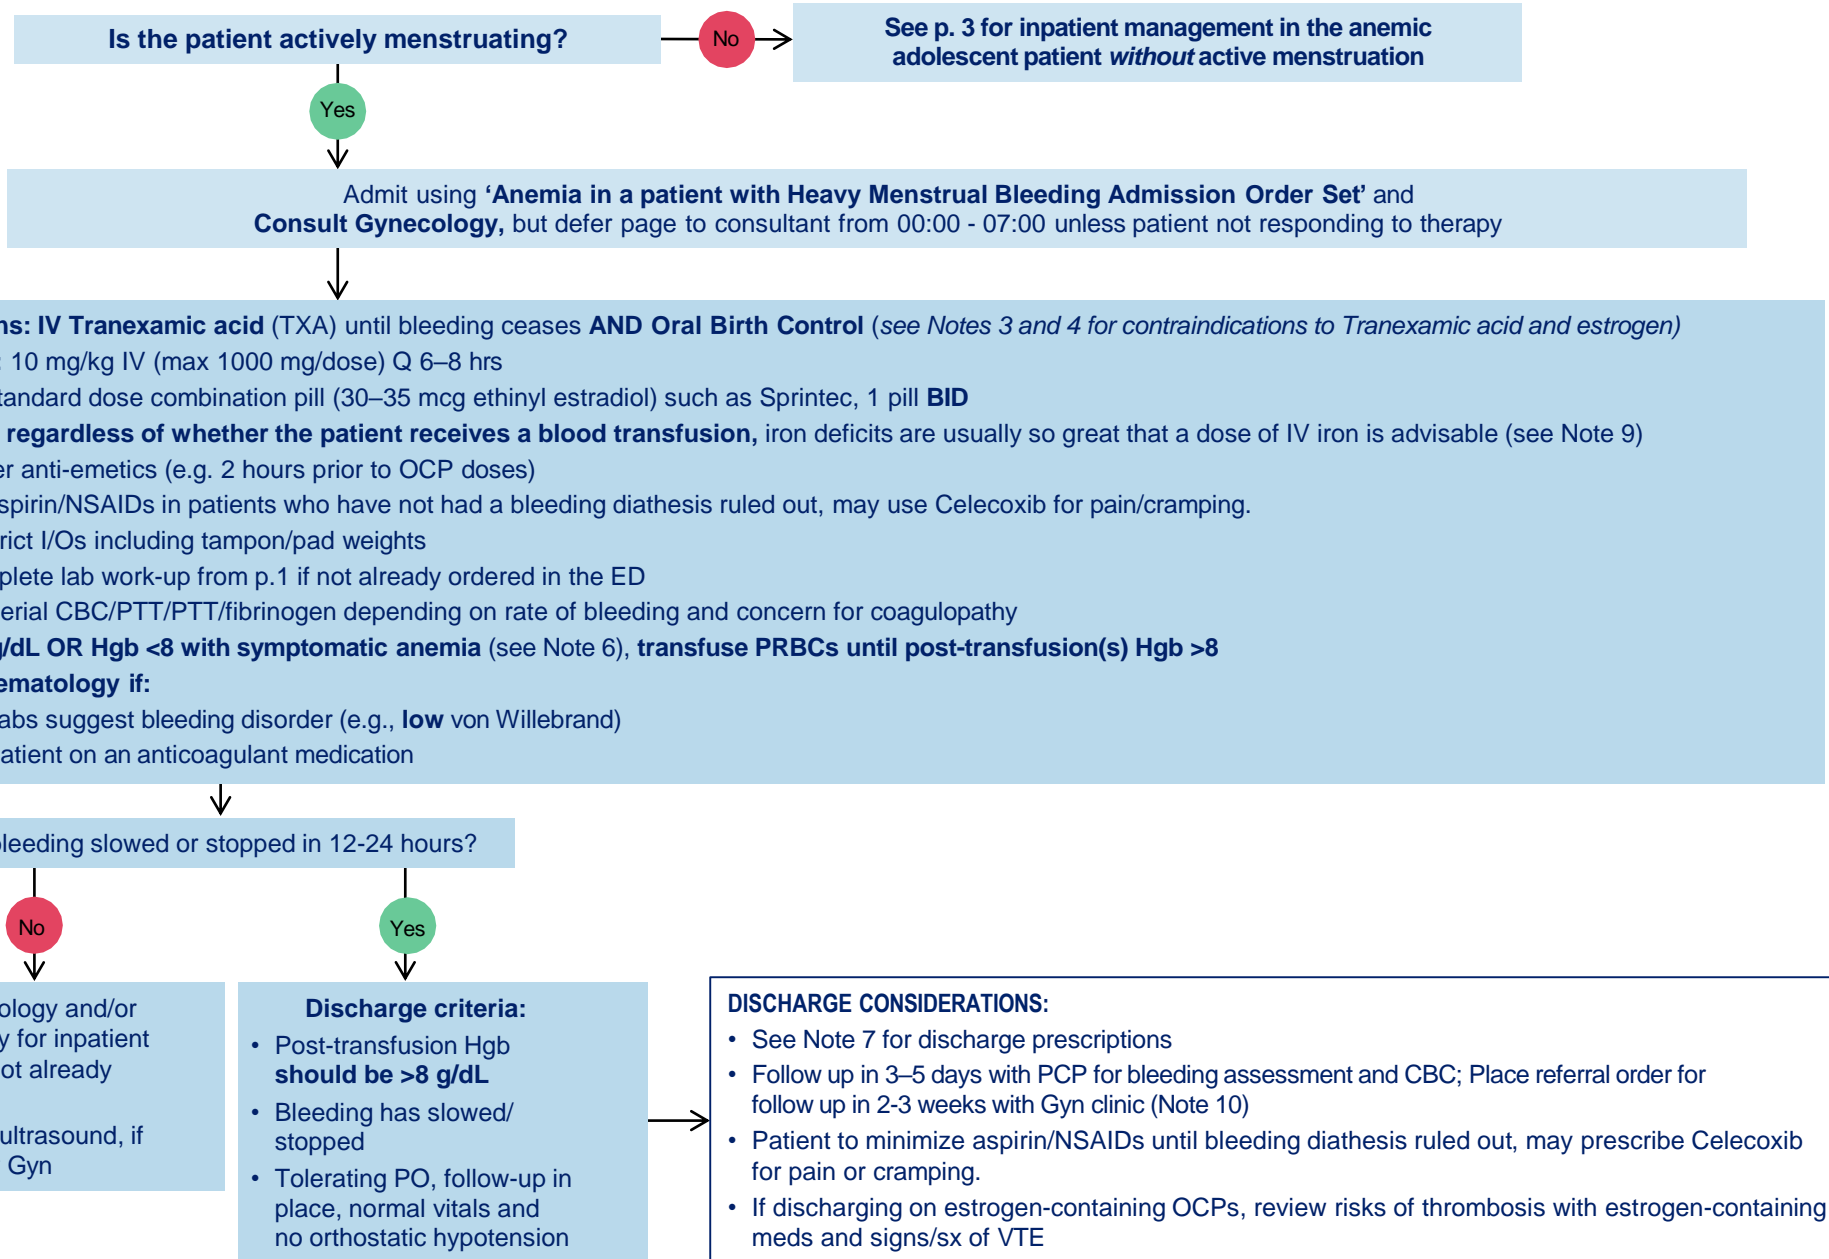 Is the patient actively menstruating?
No
See p. 3 for inpatient management in the anemic
adolescent patient without active menstruation
Yes
Admit using ‘Anemia in a patient with Heavy Menstrual Bleeding Admission Order Set’ and
Consult Gynecology, but defer page to consultant from 00:00 - 07:00 unless patient not responding to therapy
ns: IV Tranexamic acid (TXA) until bleeding ceases AND Oral Birth Control (see Notes 3 and 4 for contraindications to Tranexamic acid and estrogen)
: 10 mg/kg IV (max 1000 mg/dose) Q 6–8 hrs
tandard dose combination pill (30–35 mcg ethinyl estradiol) such as Sprintec, 1 pill BID
regardless of whether the patient receives a blood transfusion, iron deficits are usually so great that a dose of IV iron is advisable (see Note 9)
er anti-emetics (e.g. 2 hours prior to OCP doses)
spirin/NSAIDs in patients who have not had a bleeding diathesis ruled out, may use Celecoxib for pain/cramping.
rict I/Os including tampon/pad weights
plete lab work-up from p.1 if not already ordered in the ED
erial CBC/PTT/PTT/fibrinogen depending on rate of bleeding and concern for coagulopathy
g/dL OR Hgb <8 with symptomatic anemia (see Note 6), transfuse PRBCs until post-transfusion(s) Hgb >8
ematology if:
abs suggest bleeding disorder (e.g., low von Willebrand)
atient on an anticoagulant medication
bleeding slowed or stopped in 12-24 hours?
No
Yes
ology and/or
y for inpatient
ot already
ultrasound, if
Gyn
Discharge criteria:
• Post-transfusion Hgb
should be >8 g/dL
• Bleeding has slowed/
stopped
• Tolerating PO, follow-up in
place, normal vitals and
no orthostatic hypotension
DISCHARGE CONSIDERATIONS:
• See Note 7 for discharge prescriptions
• Follow up in 3–5 days with PCP for bleeding assessment and CBC; Place referral order for
follow up in 2-3 weeks with Gyn clinic (Note 10)
• Patient to minimize aspirin/NSAIDs until bleeding diathesis ruled out, may prescribe Celecoxib
for pain or cramping.
• If discharging on estrogen-containing OCPs, review risks of thrombosis with estrogen-containing
meds and signs/sx of VTE